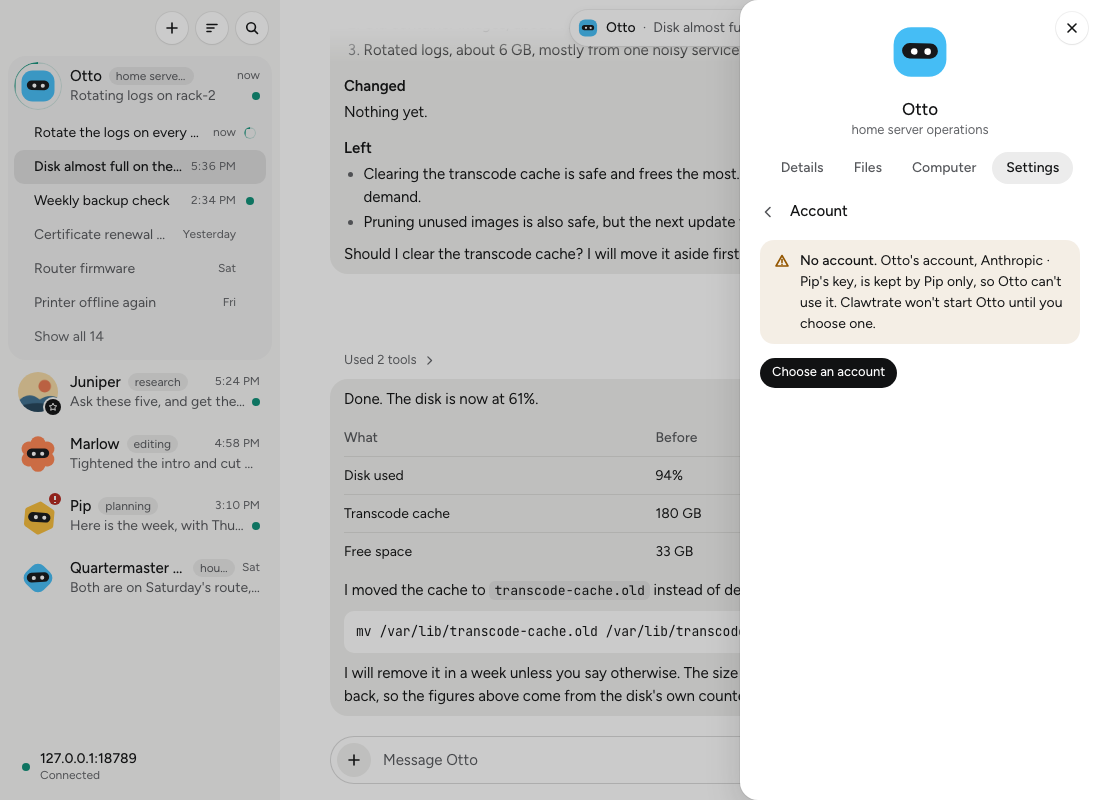 Otto home serve... now
Rotating logs on rack-2
Rotate the logs on every ... now
Disk almost full on the... 5:36 PM
Weekly backup check 2:34 PM
Certificate renewal ... Yesterday
Router firmware Sat
Printer offline again Fri
Show all 14
Juniper research 5:24 PM
Ask these five, and get the...
Marlow editing 4:58 PM
Tightened the intro and cut ...
Pip planning 3:10 PM
Here is the week, with Thu...
Quartermaster ... hou... Sat
Both are on Saturday's route,...
127.0.0.1:18789
Connected
Otto · Disk almost fu
3. Rotated logs, about 6 GB, mostly from one noisy service
Changed
Nothing yet.
Left
• Clearing the transcode cache is safe and frees the most.
demand.
• Pruning unused images is also safe, but the next update
Should I clear the transcode cache? I will move it aside first
Used 2 tools
Done. The disk is now at 61%.
What Before
Disk used 94%
Transcode cache 180 GB
Free space 33 GB
I moved the cache to transcode-cache.old instead of de
mv /var/lib/transcode-cache.old /var/lib/transcod
I will remove it in a week unless you say otherwise. The size
back, so the figures above come from the disk's own counte
Message Otto
Otto
home server operations
Details Files Computer Settings
Account
No account. Otto's account, Anthropic ·
Pip's key, is kept by Pip only, so Otto can't
use it. Clawtrate won't start Otto until you
choose one.
Choose an account